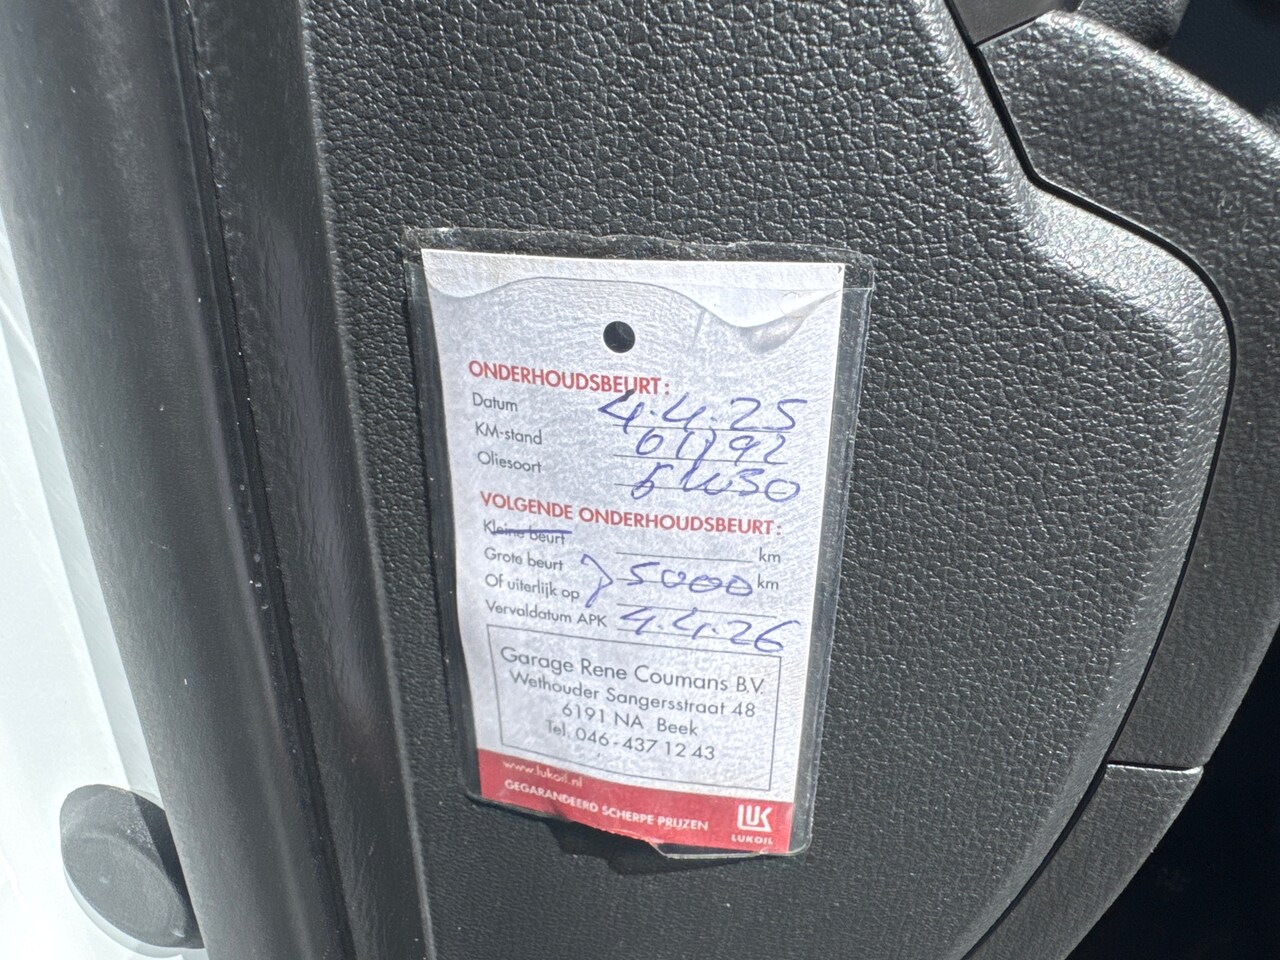 ONDERHOUDSBEURT:
Datum 4.4.25
KM-stand 61192
Oliesoort 5W30
VOLGENDE ONDERHOUDSBEURT:
Kleine beurt km
Grote beurt 5000 km
Of uiterlijk op
Vervaldatum APK 4.4.26
Garage Rene Coumans B.V
Wethouder Sangersstraat 48
6191 NA Beek
Tel. 046-437 12 43
www.lukoil.nl
GEGARANDEERD SCHERPE PRIJZEN
LUK
LUKOIL